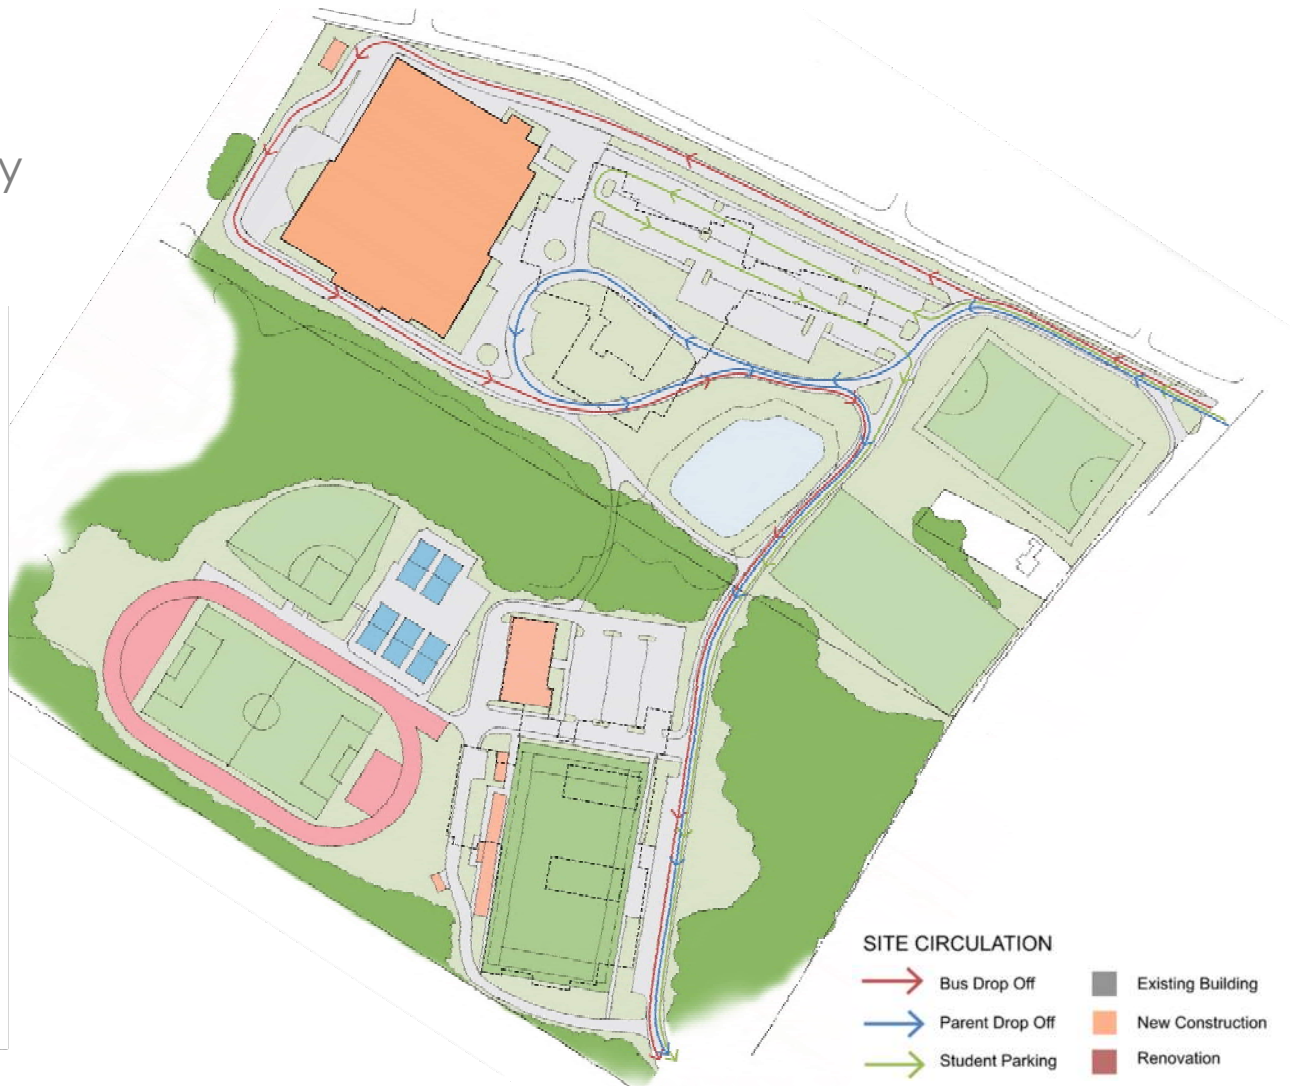 y
SITE CIRCULATION
Bus Drop Off
Parent Drop Off
Student Parking
Existing Building
New Construction
Renovation